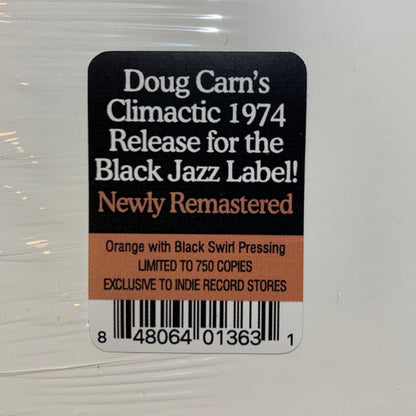 Doug Carn's
Climactic 1974
Release for the
Black Jazz Label!
Newly Remastered
Orange with Black Swirl Pressing
LIMITED TO 750 COPIES
EXCLUSIVE TO INDIE RECORD STORES
8 48064 01363 1